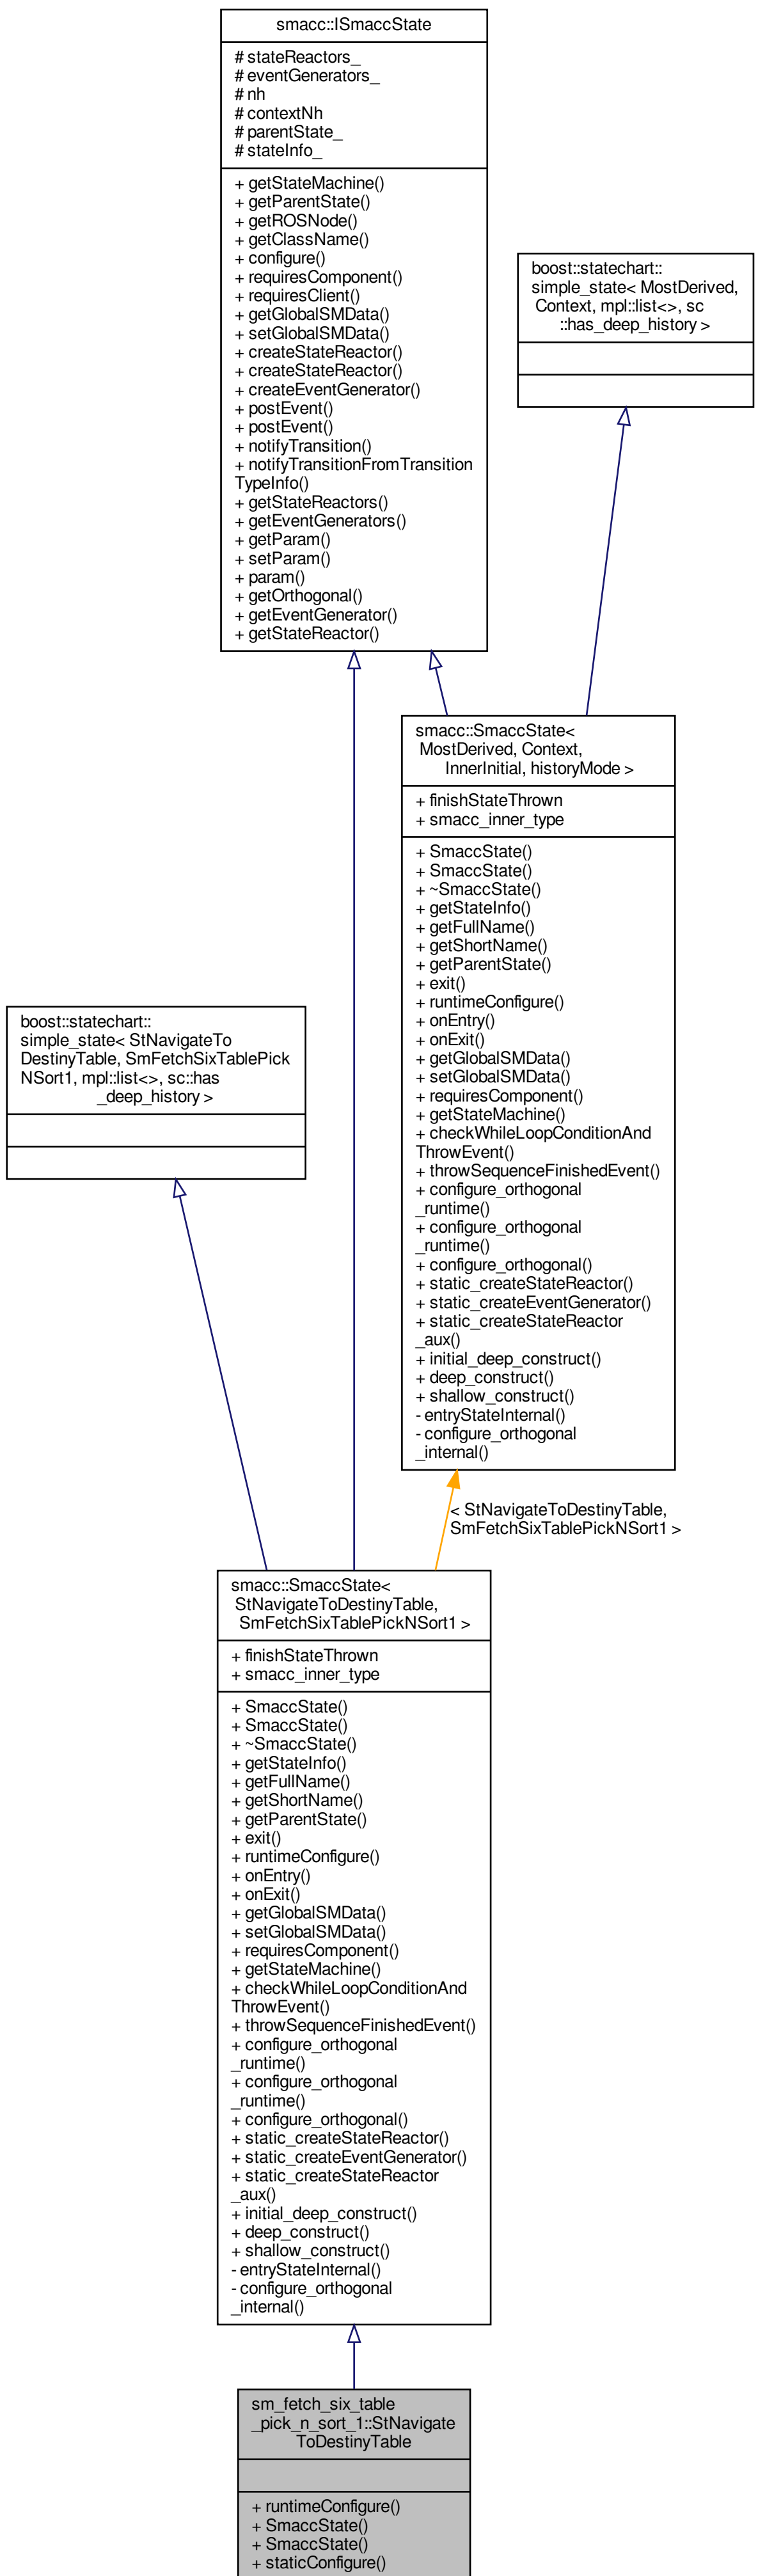 smacc::ISmaccState
# stateReactors_
# eventGenerators_
# nh
# contextNh
# parentState_
# stateInfo_
+ getStateMachine()
+ getParentState()
+ getROSNode()
+ getClassName()
+ configure()
+ requiresComponent()
+ requiresClient()
+ getGlobalSMData()
+ setGlobalSMData()
+ createStateReactor()
+ createStateReactor()
+ createEventGenerator()
+ postEvent()
+ postEvent()
+ notifyTransition()
+ notifyTransitionFromTransition
TypeInfo()
+ getStateReactors()
+ getEventGenerators()
+ getParam()
+ setParam()
+ param()
+ getOrthogonal()
+ getEventGenerator()
+ getStateReactor()
boost::statechart::
simple_state< MostDerived,
Context, mpl::list<>, sc
::has_deep_history >
smacc::SmaccState<
MostDerived, Context,
InnerInitial, historyMode >
+ finishStateThrown
+ smacc_inner_type
+ SmaccState()
+ SmaccState()
+ ~SmaccState()
+ getStateInfo()
+ getFullName()
+ getShortName()
+ getParentState()
+ exit()
+ runtimeConfigure()
+ onEntry()
+ onExit()
+ getGlobalSMData()
+ setGlobalSMData()
+ requiresComponent()
+ getStateMachine()
+ checkWhileLoopConditionAnd
ThrowEvent()
+ throwSequenceFinishedEvent()
+ configure_orthogonal
_runtime()
+ configure_orthogonal
_runtime()
+ configure_orthogonal()
+ static_createStateReactor()
+ static_createEventGenerator()
+ static_createStateReactor
_aux()
+ initial_deep_construct()
+ deep_construct()
+ shallow_construct()
- entryStateInternal()
- configure_orthogonal
_internal()
boost::statechart::
simple_state< StNavigateTo
DestinyTable, SmFetchSixTablePick
NSort1, mpl::list<>, sc::has
_deep_history >
< StNavigateToDestinyTable,
SmFetchSixTablePickNSort1 >
smacc::SmaccState<
StNavigateToDestinyTable,
SmFetchSixTablePickNSort1 >
+ finishStateThrown
+ smacc_inner_type
+ SmaccState()
+ SmaccState()
+ ~SmaccState()
+ getStateInfo()
+ getFullName()
+ getShortName()
+ getParentState()
+ exit()
+ runtimeConfigure()
+ onEntry()
+ onExit()
+ getGlobalSMData()
+ setGlobalSMData()
+ requiresComponent()
+ getStateMachine()
+ checkWhileLoopConditionAnd
ThrowEvent()
+ throwSequenceFinishedEvent()
+ configure_orthogonal
_runtime()
+ configure_orthogonal
_runtime()
+ configure_orthogonal()
+ static_createStateReactor()
+ static_createEventGenerator()
+ static_createStateReactor
_aux()
+ initial_deep_construct()
+ deep_construct()
+ shallow_construct()
- entryStateInternal()
- configure_orthogonal
_internal()
sm_fetch_six_table
_pick_n_sort_1::StNavigate
ToDestinyTable
+ runtimeConfigure()
+ SmaccState()
+ SmaccState()
+ staticConfigure()